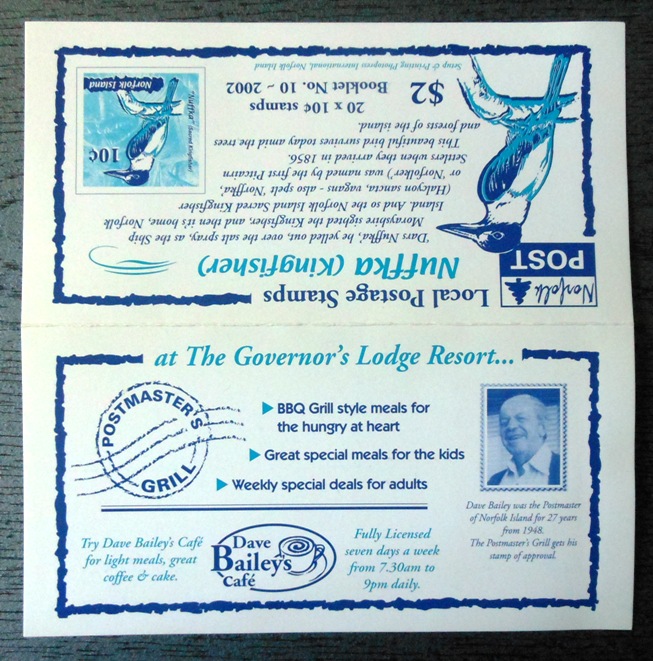 Norfolk
POST
Local Postage Stamps
Nuffka (Kingfisher)
'Dars Nuffka', he yelled, out, over the salt spray, as the Ship
Morayshire sighted the Kingfisher, and then it's home, Norfolk
Island. And so the Norfolk Island Sacred Kingfisher
(Halcyon sancta, vagans - also spelt 'Nuffka',
or 'Norfolker') was named by the first Pitcairn
Settlers when they arrived in 1856.
This beautiful bird survives today amid the trees
and forests of the island.
$2
20 x 10¢ stamps
Booklet No. 10 ~ 2002
Setup & Printing Photopress International, Norfolk Island
10¢
"Nuffka" Sacred Kingfisher
Norfolk Island
at The Governor's Lodge Resort...
POSTMASTER'S
GRILL
BBQ Grill style meals for
the hungry at heart
Great special meals for the kids
Weekly special deals for adults
Dave Bailey was the Postmaster
of Norfolk Island for 27 years
from 1948.
The Postmaster's Grill gets his
stamp of approval.
Try Dave Bailey's Café
for light meals, great
coffee & cake.
Dave
Bailey's
Café
Fully Licensed
seven days a week
from 7.30am to
9pm daily.